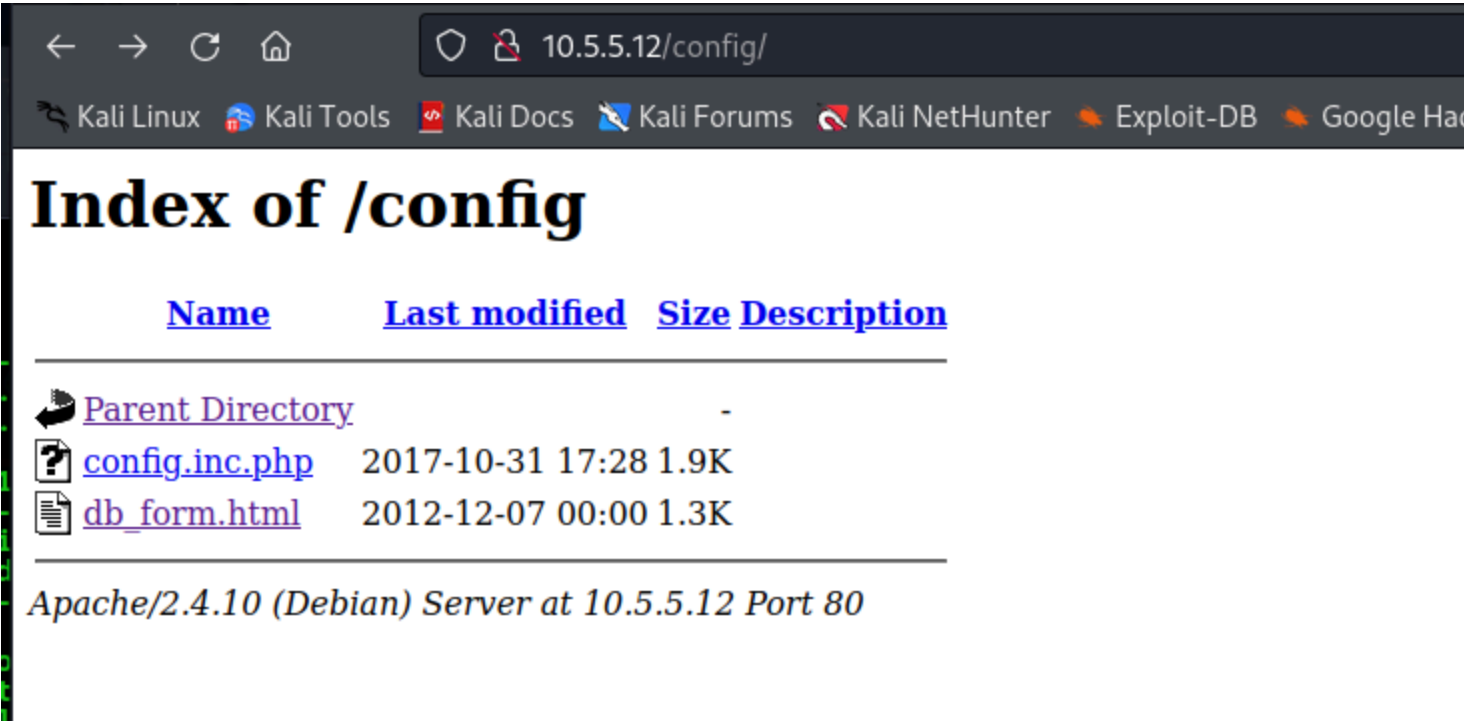 10.5.5.12/config/
Kali Linux Kali Tools Kali Docs Kali Forums Kali NetHunter Exploit-DB Google
Index of /config
Name Last modified Size Description
Parent Directory -
config.inc.php 2017-10-31 17:28 1.9K
db_form.html 2012-12-07 00:00 1.3K
Apache/2.4.10 (Debian) Server at 10.5.5.12 Port 80